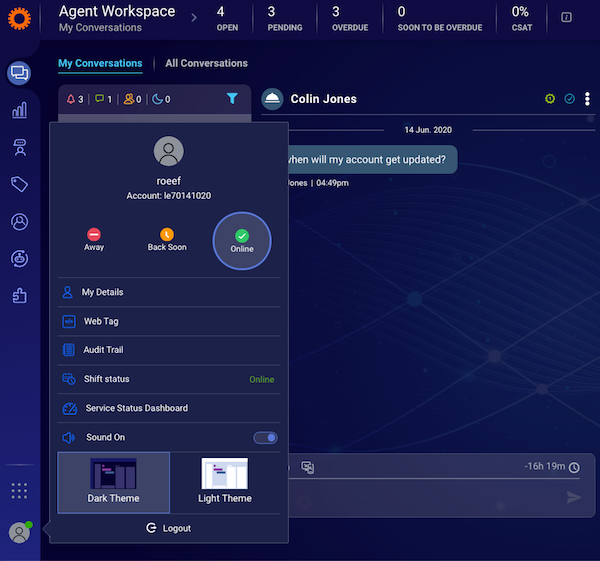 Agent Workspace
My Conversations
4
OPEN
3
PENDING
3
OVERDUE
0
SOON TO BE OVERDUE
0%
CSAT
My Conversations
All Conversations
3
1
0
0
Colin Jones
14 Jun. 2020
when will my account get updated?
Jones | 04:49pm
roeef
Account: le70141020
Away
Back Soon
Online
My Details
Web Tag
Audit Trail
Shift status
Online
Service Status Dashboard
Sound On
-16h 19m
Dark Theme
Light Theme
Logout